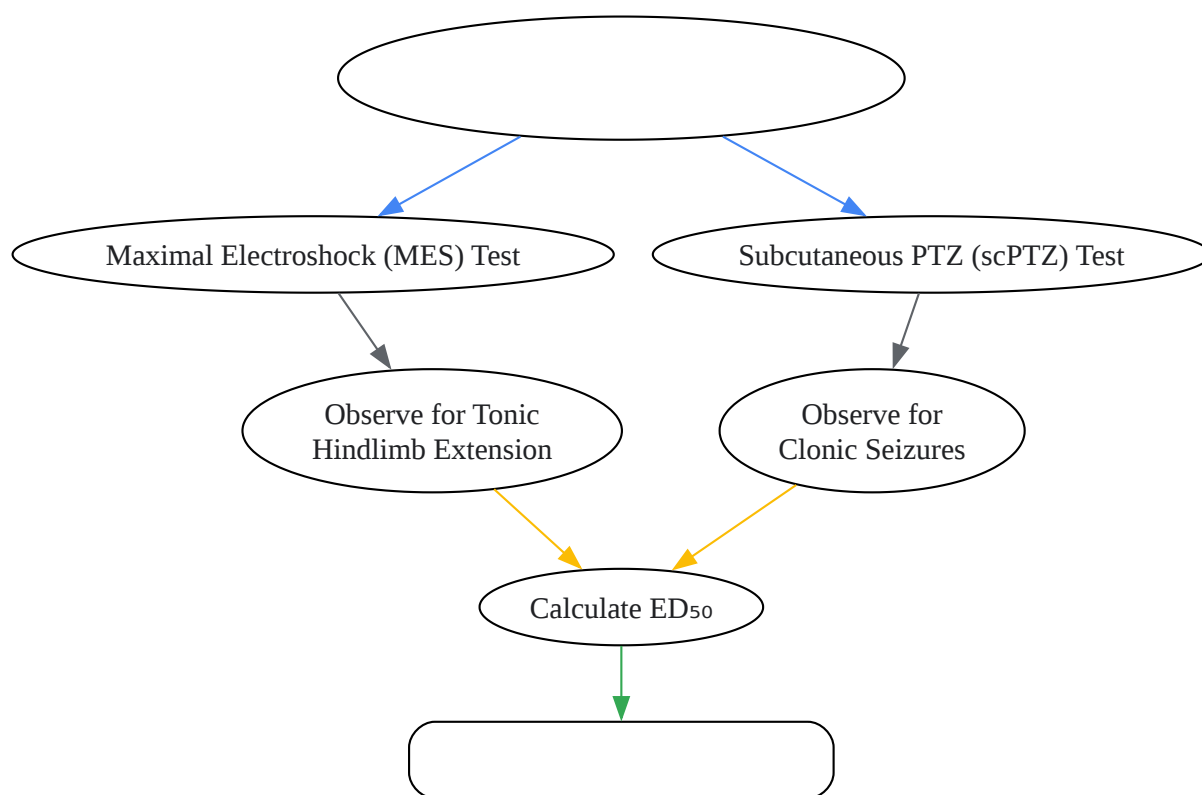 Maximal Electroshock (MES) Test
Subcutaneous PTZ (scPTZ) Test
Observe for Tonic
Hindlimb Extension
Observe for
Clonic Seizures
Calculate ED₅₀